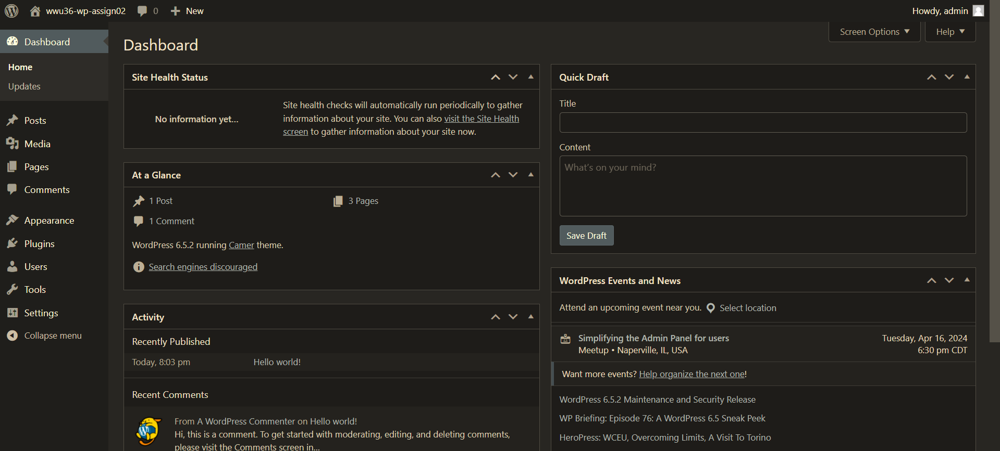 wwu36-wp-assign02
0
New
Howdy, admin
Dashboard
Home
Updates
Posts
Media
Pages
Comments
Appearance
Plugins
Users
Tools
Settings
Collapse menu
Screen Options
Help
Dashboard
Site Health Status
No information yet...
Site health checks will automatically run periodically to gather
information about your site. You can also visit the Site Health
screen to gather information about your site now.
At a Glance
1 Post
3 Pages
1 Comment
WordPress 6.5.2 running Camer theme.
Search engines discouraged
Activity
Recently Published
Today, 8:03 pm
Hello world!
Recent Comments
From A WordPress Commenter on Hello world!
Hi, this is a comment. To get started with moderating, editing, and deleting comments,
please visit the Comments screen in...
Quick Draft
Title
Content
What's on your mind?
Save Draft
WordPress Events and News
Attend an upcoming event near you.
Select location
Simplifying the Admin Panel for users
Meetup • Naperville, IL, USA
Tuesday, Apr 16, 2024
6:30 pm CDT
Want more events? Help organize the next one!
WordPress 6.5.2 Maintenance and Security Release
WP Briefing: Episode 76: A WordPress 6.5 Sneak Peek
HeroPress: WCEU, Overcoming Limits, A Visit To Torino